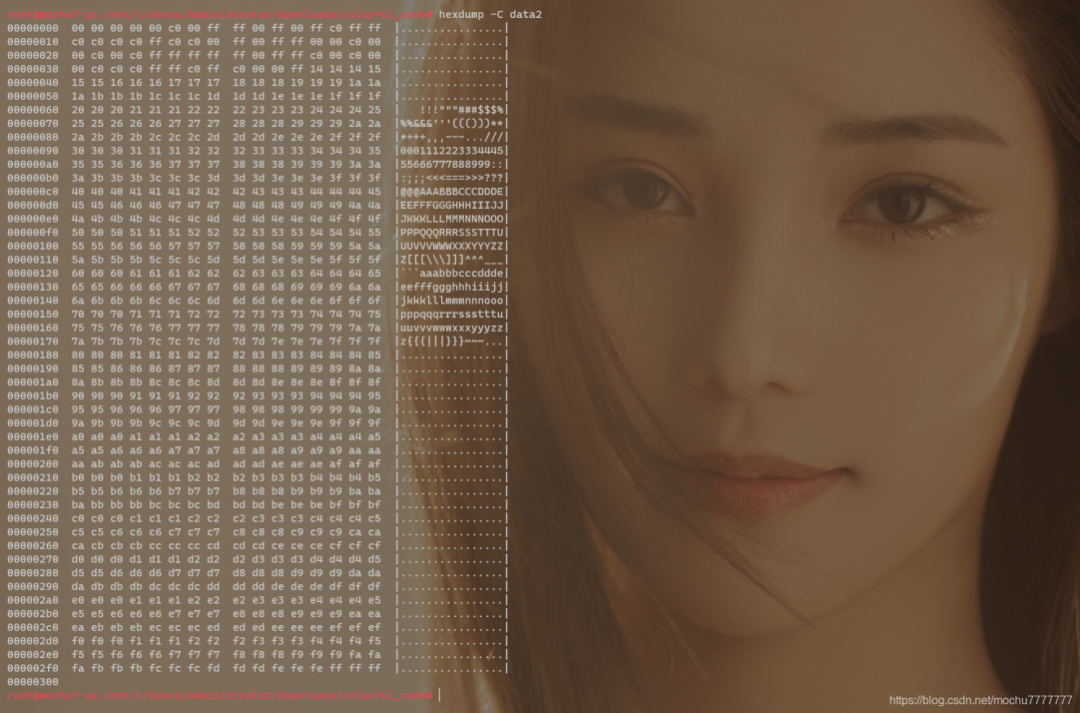 root@mochu7-pc:/mnt/c/Users/Administrator/Downloads/colorful_code# hexdump -C data2
00000000  00 00 00 00 00 c0 00 ff  ff 00 ff 00 ff c0 ff ff  |................|
00000010  c0 c0 c0 c0 ff c0 c0 00  ff c0 ff ff 00 00 c0 00  |................|
00000020  00 c0 00 c0 ff ff ff ff  ff 00 ff ff c0 00 c0 00  |................|
00000030  00 c0 c0 c0 ff ff c0 ff  c0 00 00 ff 14 14 14 15  |................|
00000040  15 15 16 16 16 17 17 17  18 18 18 19 19 19 1a 1a  |................|
00000050  1a 1b 1b 1b 1c 1c 1c 1d  1d 1d 1e 1e 1e 1f 1f 1f  |................|
00000060  20 20 20 21 21 21 22 22  22 23 23 23 24 24 24 25  |   !!!"""###$$$%|
00000070  25 25 26 26 26 27 27 27  28 28 28 29 29 29 2a 2a  |%%&&&'''((()))**|
00000080  2a 2b 2b 2b 2c 2c 2c 2d  2d 2d 2e 2e 2e 2f 2f 2f  |*+++,,,---...///|
00000090  30 30 30 31 31 31 32 32  32 33 33 33 34 34 34 35  |0001112223334445|
000000a0  35 35 36 36 36 37 37 37  38 38 38 39 39 39 3a 3a  |55666777888999::|
000000b0  3a 3b 3b 3b 3c 3c 3c 3d  3d 3d 3e 3e 3e 3f 3f 3f  |:;;;<<<===>>>???|
000000c0  40 40 40 41 41 41 42 42  42 43 43 43 44 44 44 45  |@@@AAABBBCCCDDDE|
000000d0  45 45 46 46 46 47 47 47  48 48 48 49 49 49 4a 4a  |EEFFFGGGHHHIIIJJ|
000000e0  4a 4b 4b 4b 4c 4c 4c 4d  4d 4d 4e 4e 4e 4f 4f 4f  |JKKKLLLMMMNNNOOO|
000000f0  50 50 50 51 51 51 52 52  52 53 53 53 54 54 54 55  |PPPQQQRRRSSSTTTU|
00000100  55 55 56 56 56 57 57 57  58 58 58 59 59 59 5a 5a  |UUVVVWWWXXXYYYZZ|
00000110  5a 5b 5b 5b 5c 5c 5c 5d  5d 5d 5e 5e 5e 5f 5f 5f  |Z[[[\\\]]]^^^___|
00000120  60 60 60 61 61 61 62 62  62 63 63 63 64 64 64 65  |```aaabbbcccddde|
00000130  65 65 66 66 66 67 67 67  68 68 68 69 69 69 6a 6a  |eefffggghhhiiijj|
00000140  6a 6b 6b 6b 6c 6c 6c 6d  6d 6d 6e 6e 6e 6f 6f 6f  |jkkklllmmmnnnooo|
00000150  70 70 70 71 71 71 72 72  72 73 73 73 74 74 74 75  |pppqqqrrrssstttu|
00000160  75 75 76 76 76 77 77 77  78 78 78 79 79 79 7a 7a  |uuvvvwwwxxxyyyzz|
00000170  7a 7b 7b 7b 7c 7c 7c 7d  7d 7d 7e 7e 7e 7f 7f 7f  |z{{{|||}}}~~~...|
00000180  80 80 80 81 81 81 82 82  82 83 83 83 84 84 84 85  |................|
00000190  85 85 86 86 86 87 87 87  88 88 88 89 89 89 8a 8a  |................|
000001a0  8a 8b 8b 8b 8c 8c 8c 8d  8d 8d 8e 8e 8e 8f 8f 8f  |................|
000001b0  90 90 90 91 91 91 92 92  92 93 93 93 94 94 94 95  |................|
000001c0  95 95 96 96 96 97 97 97  98 98 98 99 99 99 9a 9a  |................|
000001d0  9a 9b 9b 9b 9c 9c 9c 9d  9d 9d 9e 9e 9e 9f 9f 9f  |................|
000001e0  a0 a0 a0 a1 a1 a1 a2 a2  a2 a3 a3 a3 a4 a4 a4 a5  |................|
000001f0  a5 a5 a6 a6 a6 a7 a7 a7  a8 a8 a8 a9 a9 a9 aa aa  |................|
00000200  aa ab ab ab ac ac ac ad  ad ad ae ae ae af af af  |................|
00000210  b0 b0 b0 b1 b1 b1 b2 b2  b2 b3 b3 b3 b4 b4 b4 b5  |................|
00000220  b5 b5 b6 b6 b6 b7 b7 b7  b8 b8 b8 b9 b9 b9 ba ba  |................|
00000230  ba bb bb bb bc bc bc bd  bd bd be be be bf bf bf  |................|
00000240  c0 c0 c0 c1 c1 c1 c2 c2  c2 c3 c3 c3 c4 c4 c4 c5  |................|
00000250  c5 c5 c6 c6 c6 c7 c7 c7  c8 c8 c8 c9 c9 c9 ca ca  |................|
00000260  ca cb cb cb cc cc cc cd  cd cd ce ce ce cf cf cf  |................|
00000270  d0 d0 d0 d1 d1 d1 d2 d2  d2 d3 d3 d3 d4 d4 d4 d5  |................|
00000280  d5 d5 d6 d6 d6 d7 d7 d7  d8 d8 d8 d9 d9 d9 da da  |................|
00000290  da db db db dc dc dc dd  dd dd de de de df df df  |................|
000002a0  e0 e0 e0 e1 e1 e1 e2 e2  e2 e3 e3 e3 e4 e4 e4 e5  |................|
000002b0  e5 e5 e6 e6 e6 e7 e7 e7  e8 e8 e8 e9 e9 e9 ea ea  |................|
000002c0  ea eb eb eb ec ec ec ed  ed ed ee ee ee ef ef ef  |................|
000002d0  f0 f0 f0 f1 f1 f1 f2 f2  f2 f3 f3 f3 f4 f4 f4 f5  |................|
000002e0  f5 f5 f6 f6 f6 f7 f7 f7  f8 f8 f8 f9 f9 f9 fa fa  |................|
000002f0  fa fb fb fb fc fc fc fd  fd fd fe fe fe ff ff ff  |................|
00000300
root@mochu7-pc:/mnt/c/Users/Administrator/Downloads/colorful_code#
https://blog.csdn.net/mochu7777777